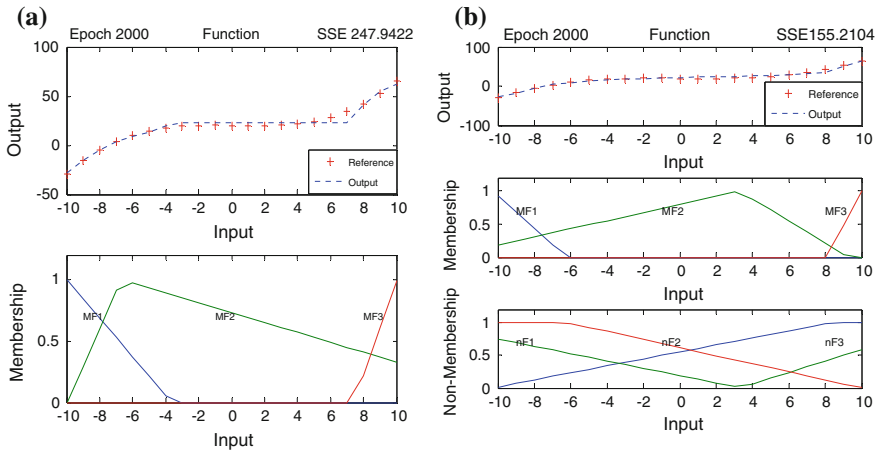 (a)
Epoch 2000 Function SSE 247.9422
100
50
0
-50
Output
Reference
Output
-10 -8 -6 -4 -2 0 2 4 6 8 10
Input
1
0.5
0
Membership
MF1
MF2
MF3
-10 -8 -6 -4 -2 0 2 4 6 8 10
Input
(b)
Epoch 2000 Function SSE155.2104
100
0
-100
Output
Reference
Output
-10 -8 -6 -4 -2 0 2 4 6 8 10
Input
1
0.5
0
Membership
MF1
MF2
MF3
-10 -8 -6 -4 -2 0 2 4 6 8 10
Input
1
0.5
0
Non-Membership
nF1
nF2
nF3
-10 -8 -6 -4 -2 0 2 4 6 8 10
Input